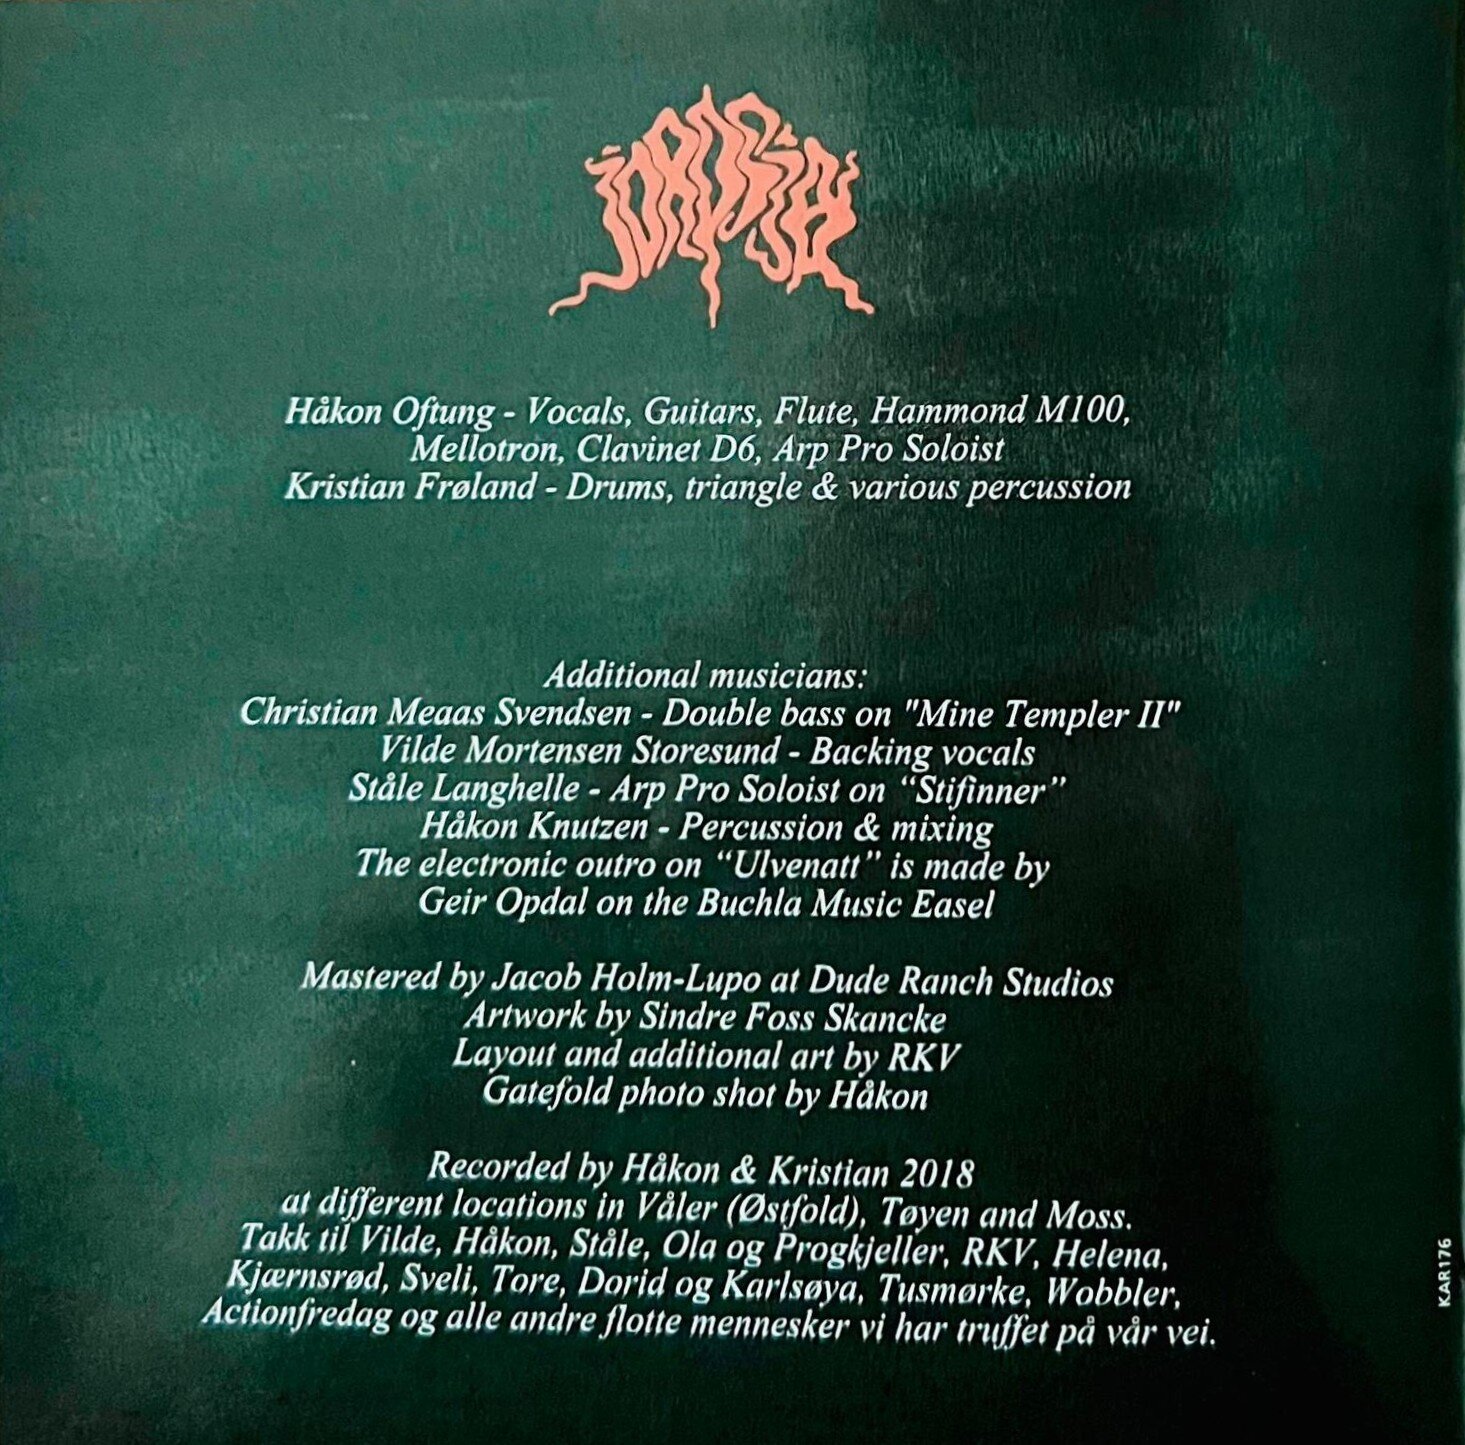 JORDSJØ
Håkon Oftung - Vocals, Guitars, Flute, Hammond M100,
Mellotron, Clavinet D6, Arp Pro Soloist
Kristian Frøland - Drums, triangle & various percussion
Additional musicians:
Christian Meaas Svendsen - Double bass on "Mine Templer II"
Vilde Mortensen Storesund - Backing vocals
Ståle Langhelle - Arp Pro Soloist on “Stifinner”
Håkon Knutzen - Percussion & mixing
The electronic outro on “Ulvenatt” is made by
Geir Opdal on the Buchla Music Easel
Mastered by Jacob Holm-Lupo at Dude Ranch Studios
Artwork by Sindre Foss Skancke
Layout and additional art by RKV
Gatefold photo shot by Håkon
Recorded by Håkon & Kristian 2018
at different locations in Våler (Østfold), Tøyen and Moss.
Takk til Vilde, Håkon, Ståle, Ola og Progkjeller, RKV, Helena,
Kjærnsrød, Sveli, Tore, Dorid og Karlsøya, Tusmørke, Wobbler,
Actionfredag og alle andre flotte mennesker vi har truffet på vår vei.
KAR176